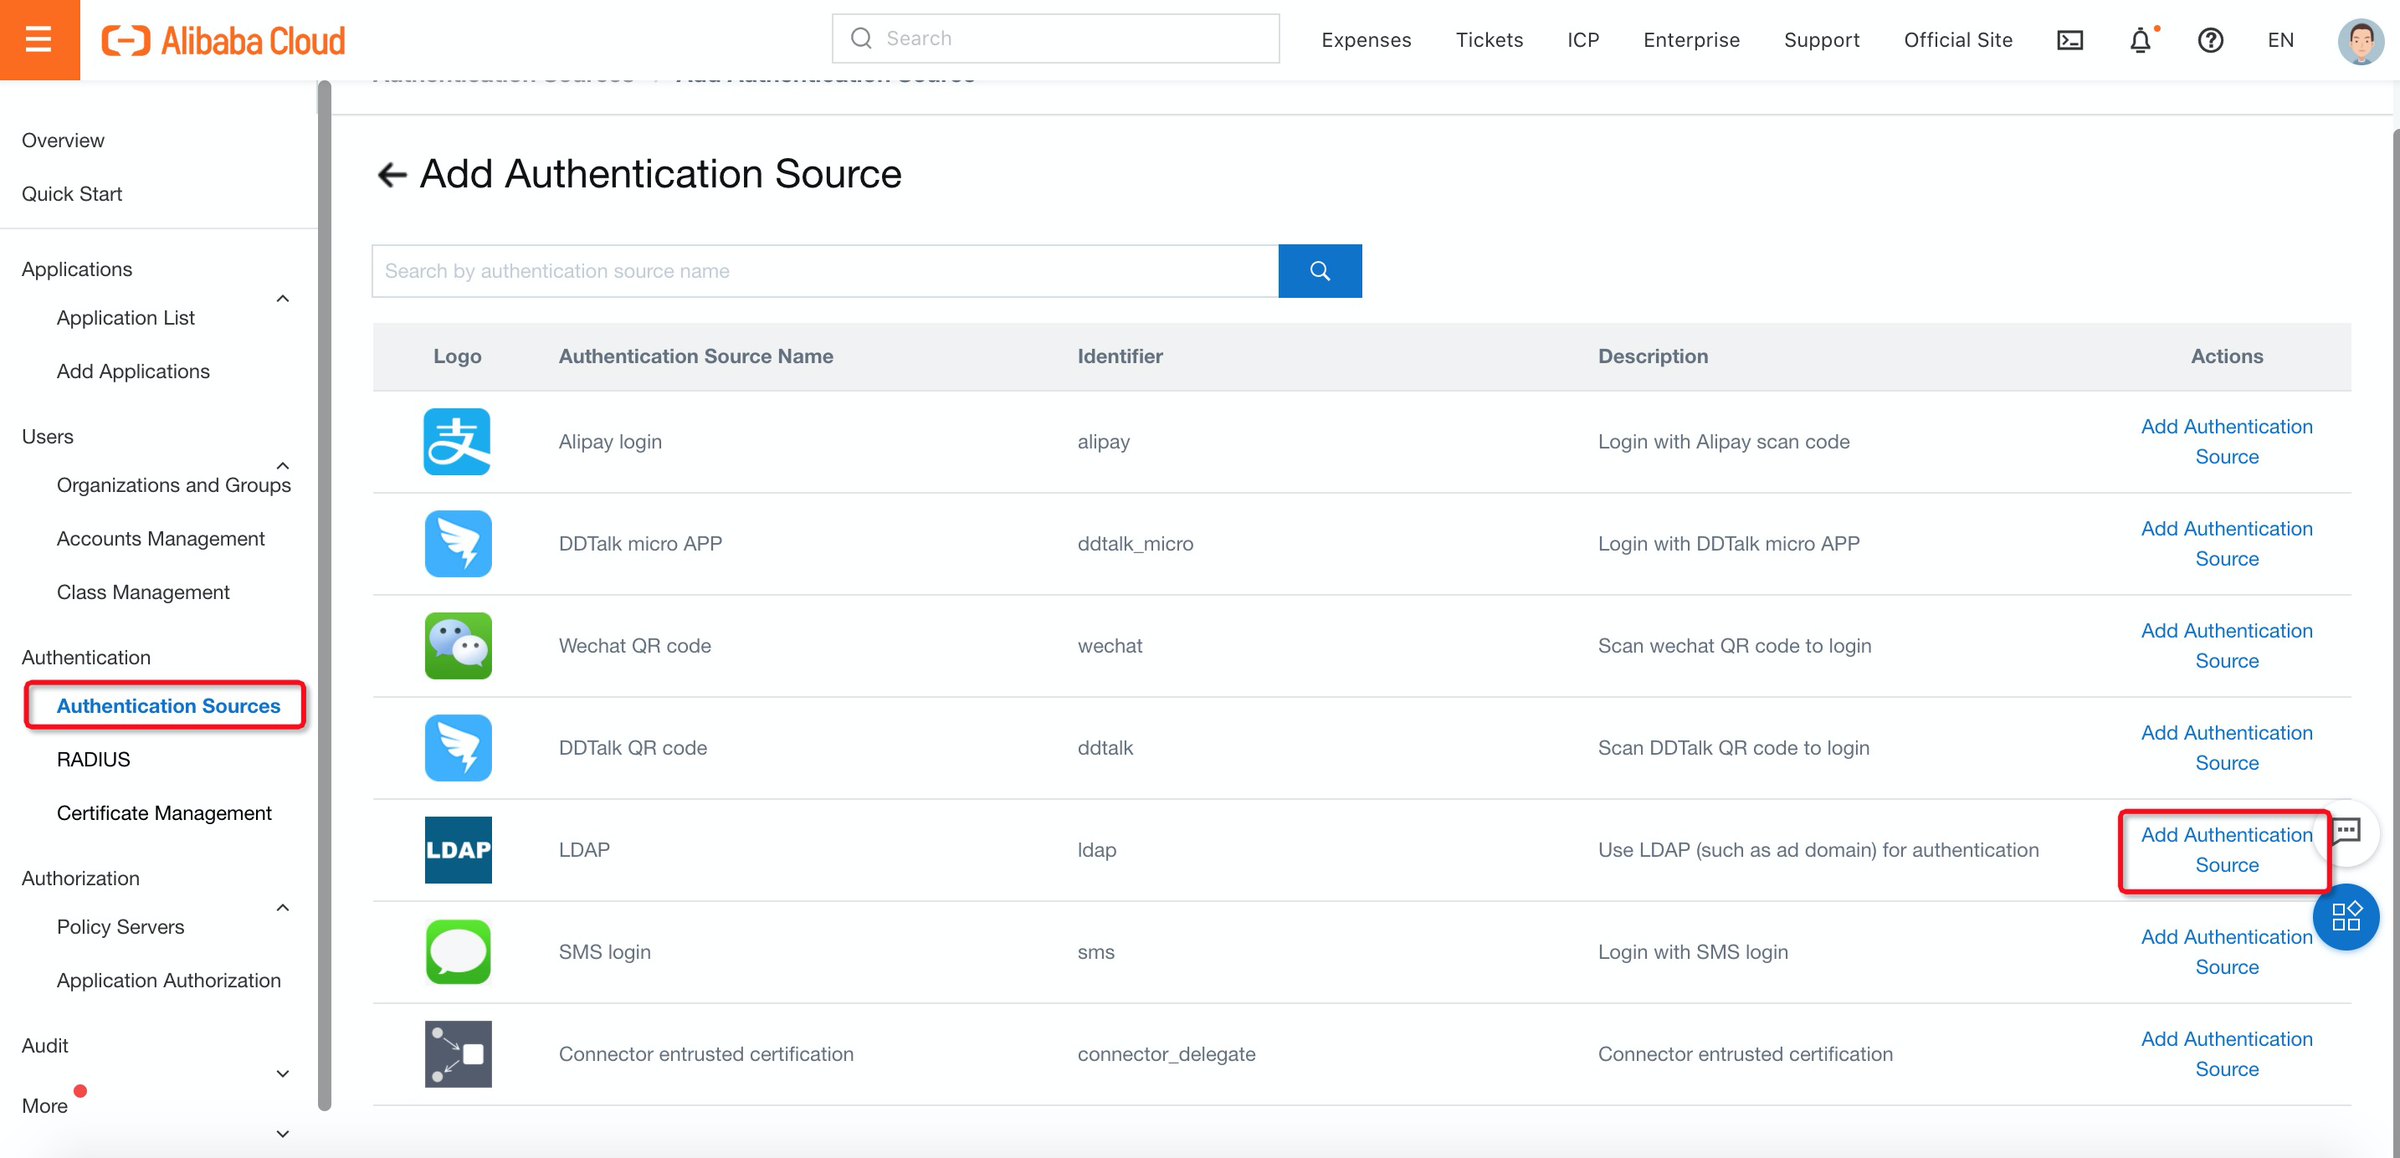 Alibaba Cloud
Search
Expenses
Tickets
ICP
Enterprise
Support
Official Site
EN
Overview
Quick Start
Applications
Application List
Add Applications
Users
Organizations and Groups
Accounts Management
Class Management
Authentication
Authentication Sources
RADIUS
Certificate Management
Authorization
Policy Servers
Application Authorization
Audit
More
Authentication Sources / Add Authentication Source
Add Authentication Source
Search by authentication source name
Logo Authentication Source Name Identifier Description Actions
支 Alipay login alipay Login with Alipay scan code Add Authentication
Source
DDTalk micro APP ddtalk_micro Login with DDTalk micro APP Add Authentication
Source
Wechat QR code wechat Scan wechat QR code to login Add Authentication
Source
DDTalk QR code ddtalk Scan DDTalk QR code to login Add Authentication
Source
LDAP LDAP ldap Use LDAP (such as ad domain) for authentication Add Authentication
Source
SMS login sms Login with SMS login Add Authentication
Source
Connector entrusted certification connector_delegate Connector entrusted certification Add Authentication
Source